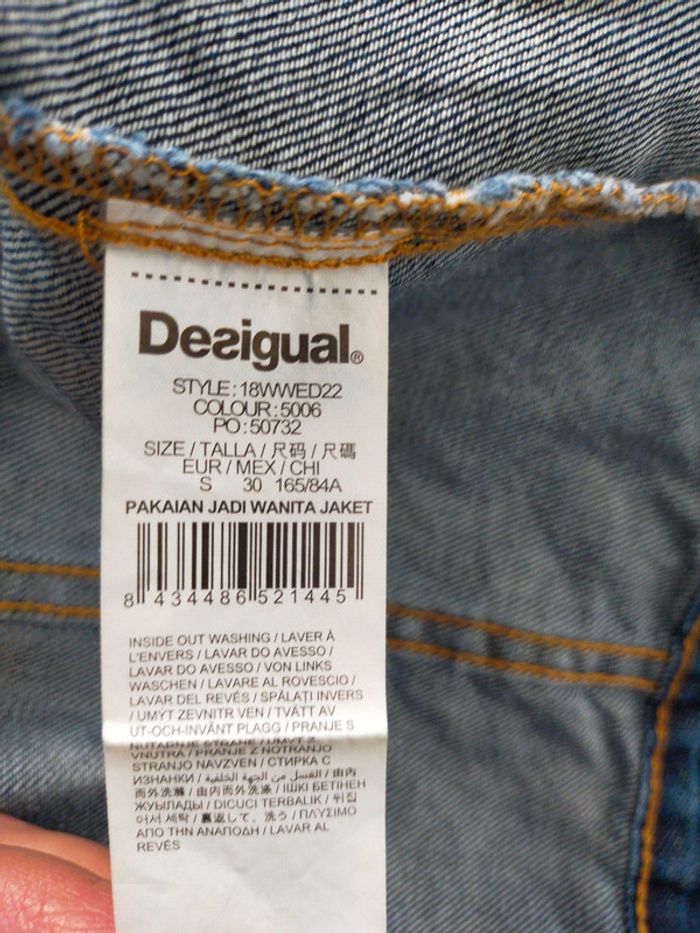 Desigual®
STYLE: 18WWED22
COLOUR: 5006
PO: 50732
SIZE / TALLA / 尺码 / 尺碼
EUR / MEX / CHI
S 30 165/84A
PAKAIAN JADI WANITA JAKET
8 434486 521445
INSIDE OUT WASHING / LAVER À
L'ENVERS / LAVAR DO AVESSO /
LAVAR DO AVESSO / VON LINKS
WASCHEN / LAVARE AL ROVESCIO /
LAVAR DEL REVÉS / SPĂLAȚI INVERS
/ UMÝT ZEVNITR VEN / TVÄTT AV
UT-OCH-INVÄNT PLAGG / PRANJE S
NUTARNJE STRANE / UMÝT Z
VNUTRA / PRANJE Z NOTRANJO
STRANJO NAVZVEN / СТИРКА С
ИЗНАНКИ / الغسل من الجهة الخلفية / 由内
而外洗滌 / 由内而外洗涤 / ІШКІ БЕТІНЕН
ЖУЫЛАДЫ / DICUCI TERBALIK / 뒤집
어서 세탁 / 裏返して、洗う / ΠΛΥΣΙΜΟ
ΑΠΟ ΤΗΝ ΑΝΑΠΟΔΗ / LAVAR AL
REVÉS